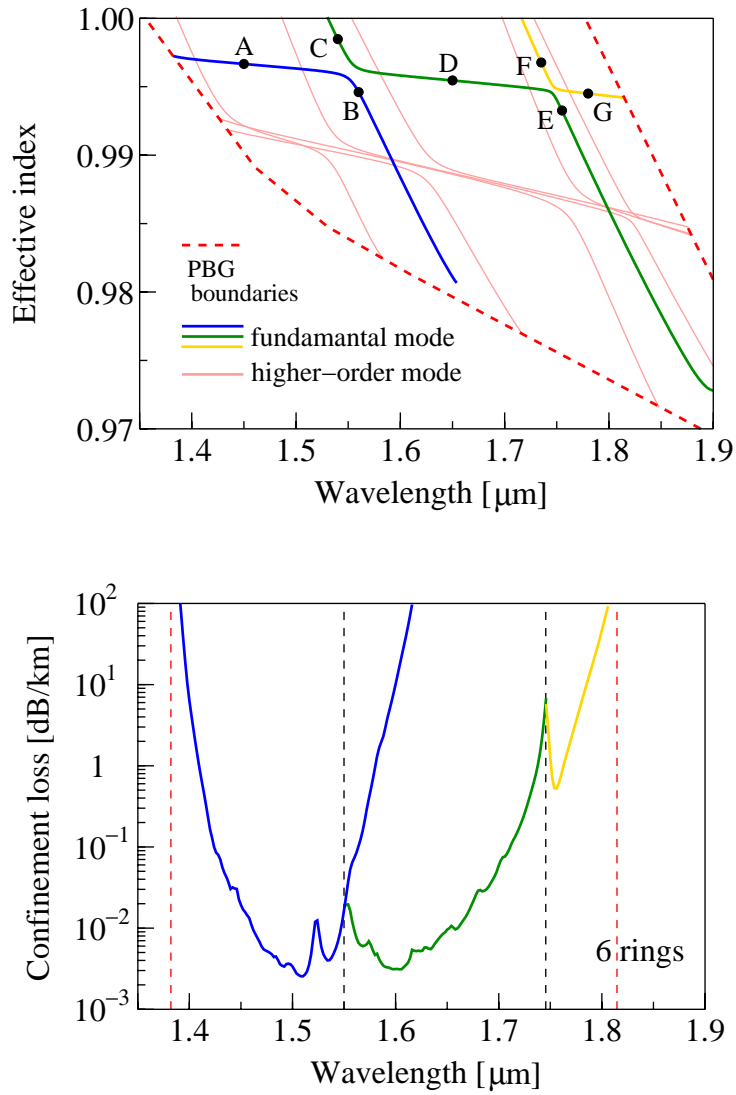 1.00
0.99
0.98
0.97
Effective index
A
B
C
D
E
F
G
PBG
boundaries
fundamantal mode
higher−order mode
1.4
1.5
1.6
1.7
1.8
1.9
Wavelength [μm]
10²
10¹
1
10⁻¹
10⁻²
10⁻³
Confinement loss [dB/km]
6 rings
1.4
1.5
1.6
1.7
1.8
1.9
Wavelength [μm]